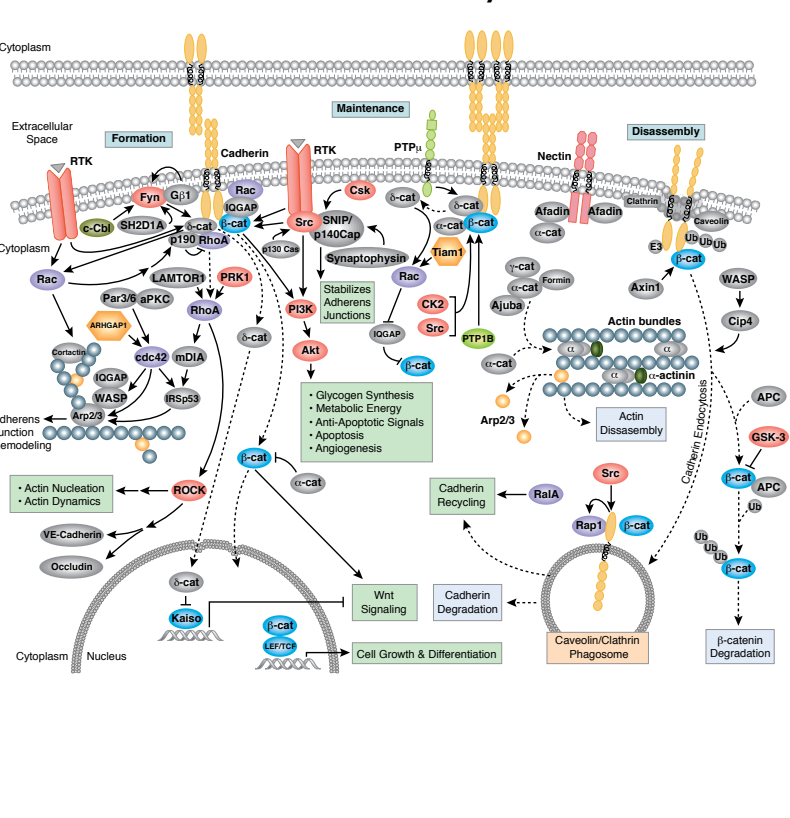 Cytoplasm
Extracellular
Space
Formation
Maintenance
Disassembly
RTK
Cadherin
RTK
PTPμ
Nectin
Fyn
Gβ1
Rac
IQGAP
β-cat
c-Cbl
SH2D1A
δ-cat
p190
RhoA
Src
SNIP/
p140Cap
Csk
p130 Cas
Synaptophysin
δ-cat
δ-cat
α-cat
β-cat
Tiam1
Afadin
Afadin
α-cat
Clathrin
Caveolin
E3
Ub
Ub
Ub
β-cat
Cytoplasm
Rac
LAMTOR1
PRK1
Par3/6
aPKC
RhoA
ARHGAP1
Cortactin
cdc42
mDIA
IQGAP
WASP
IRSp53
Arp2/3
dherens
unction
emodeling
δ-cat
PI3K
Akt
Stabilizes
Adherens
Junctions
Rac
IQGAP
β-cat
CK2
Src
PTP1B
γ-cat
α-cat
Formin
Ajuba
α-cat
Axin1
WASP
Cip4
Actin bundles
α
α
α
α-actinin
Arp2/3
Actin
Dissasembly
• Glycogen Synthesis
• Metabolic Energy
• Anti-Apoptotic Signals
• Apoptosis
• Angiogenesis
Cadherin Endocytosis
APC
GSK-3
β-cat
APC
Ub
Ub
Ub
Ub
β-cat
β-catenin
Degradation
• Actin Nucleation
• Actin Dynamics
ROCK
VE-Cadherin
Occludin
β-cat
α-cat
Cadherin
Recycling
RalA
Src
Rap1
β-cat
δ-cat
Kaiso
Wnt
Signaling
Cadherin
Degradation
β-cat
LEF/TCF
Cell Growth & Differentiation
Caveolin/Clathrin
Phagosome
Cytoplasm
Nucleus